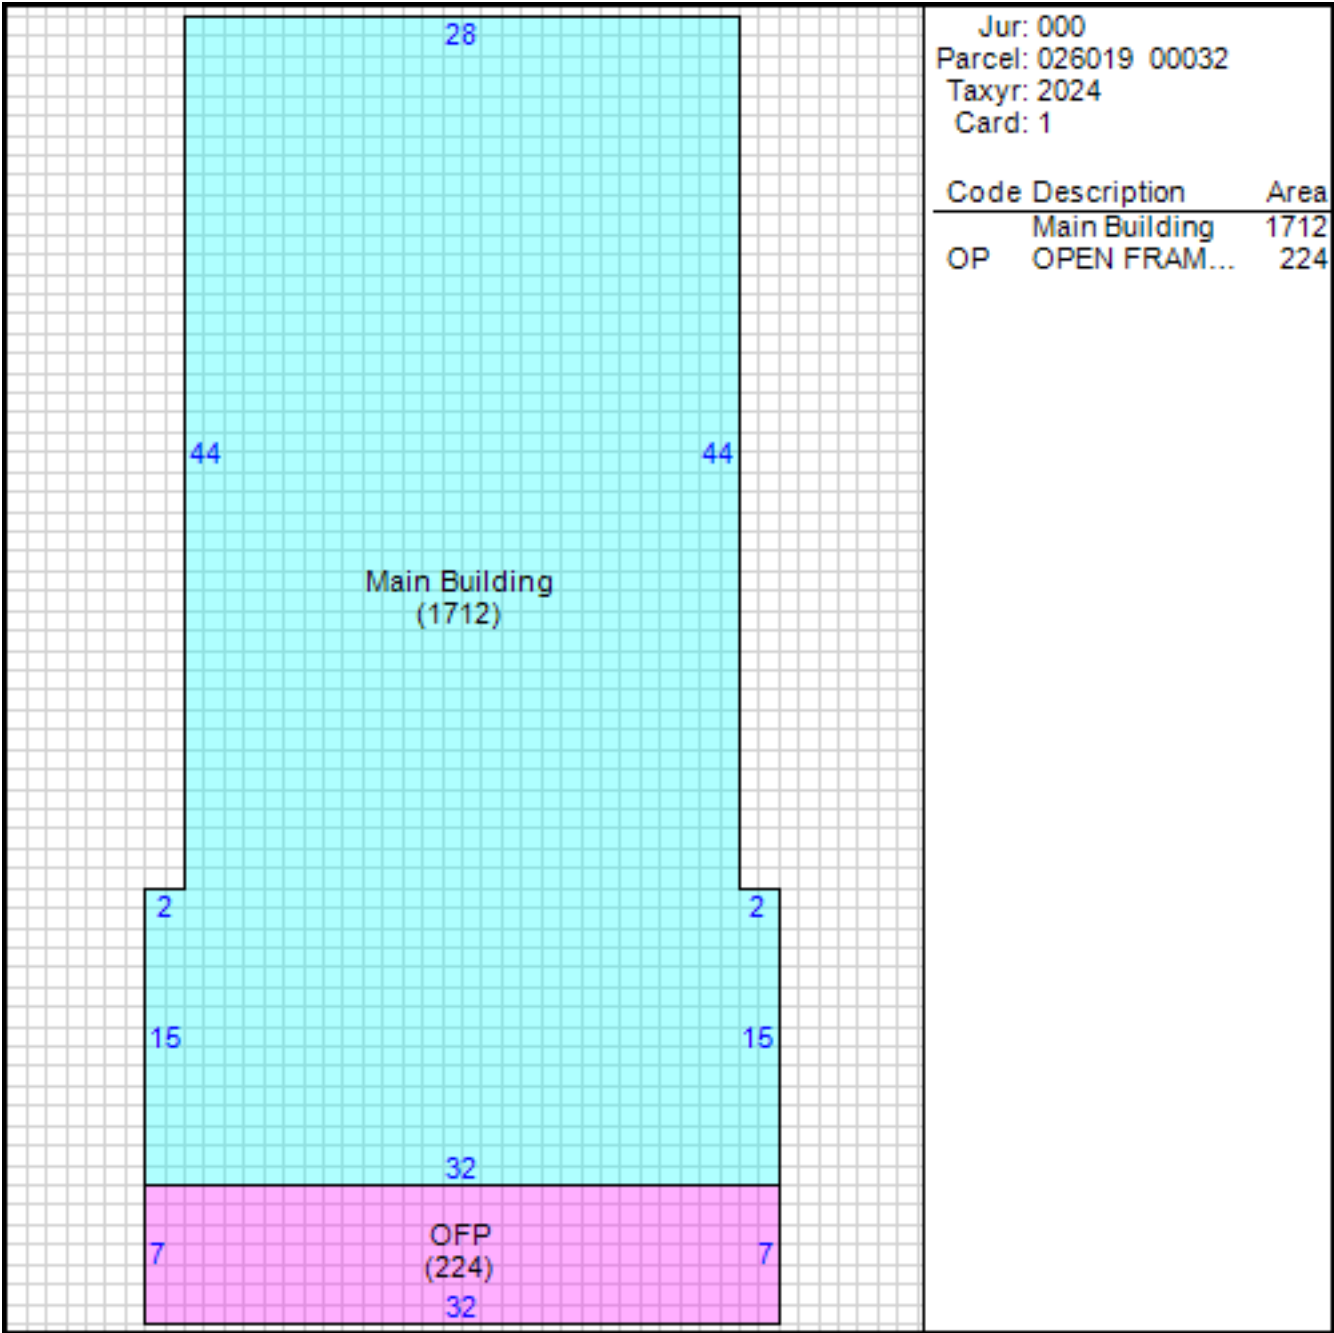 28
44 44
Main Building
(1712)
2 2
15 15
32
OFP
(224)
7 7
32
Jur: 000
Parcel: 026019 00032
Taxyr: 2024
Card: 1
Code Description Area
Main Building 1712
OP OPEN FRAM... 224